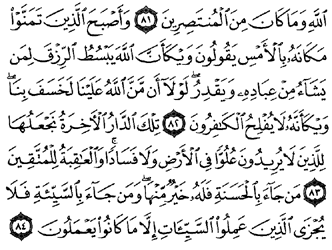 ٱللَّهِ وَمَا كَانَ مِنَ ٱلْمُنتَصِرِينَ ٨١ وَأَصْبَحَ ٱلَّذِينَ تَمَنَّوْا۟
مَكَانَهُۥ بِٱلْأَمْسِ يَقُولُونَ وَيْكَأَنَّ ٱللَّهَ يَبْسُطُ ٱلرِّزْقَ لِمَن
يَشَآءُ مِنْ عِبَادِهِۦ وَيَقْدِرُ ۖ لَوْلَآ أَن مَّنَّ ٱللَّهُ عَلَيْنَا لَخَسَفَ بِنَا ۖ
وَيْكَأَنَّهُۥ لَا يُفْلِحُ ٱلْكَٰفِرُونَ ٨٢ تِلْكَ ٱلدَّارُ ٱلْءَاخِرَةُ نَجْعَلُهَا
لِلَّذِينَ لَا يُرِيدُونَ عُلُوًّا فِى ٱلْأَرْضِ وَلَا فَسَادًا ۚ وَٱلْعَٰقِبَةُ لِلْمُتَّقِينَ
٨٣ مَن جَآءَ بِٱلْحَسَنَةِ فَلَهُۥ خَيْرٌ مِّنْهَا ۖ وَمَن جَآءَ بِٱلسَّيِّئَةِ فَلَا
يُجْزَى ٱلَّذِينَ عَمِلُوا۟ ٱلسَّيِّـَٔاتِ إِلَّا مَا كَانُوا۟ يَعْمَلُونَ ٨٤